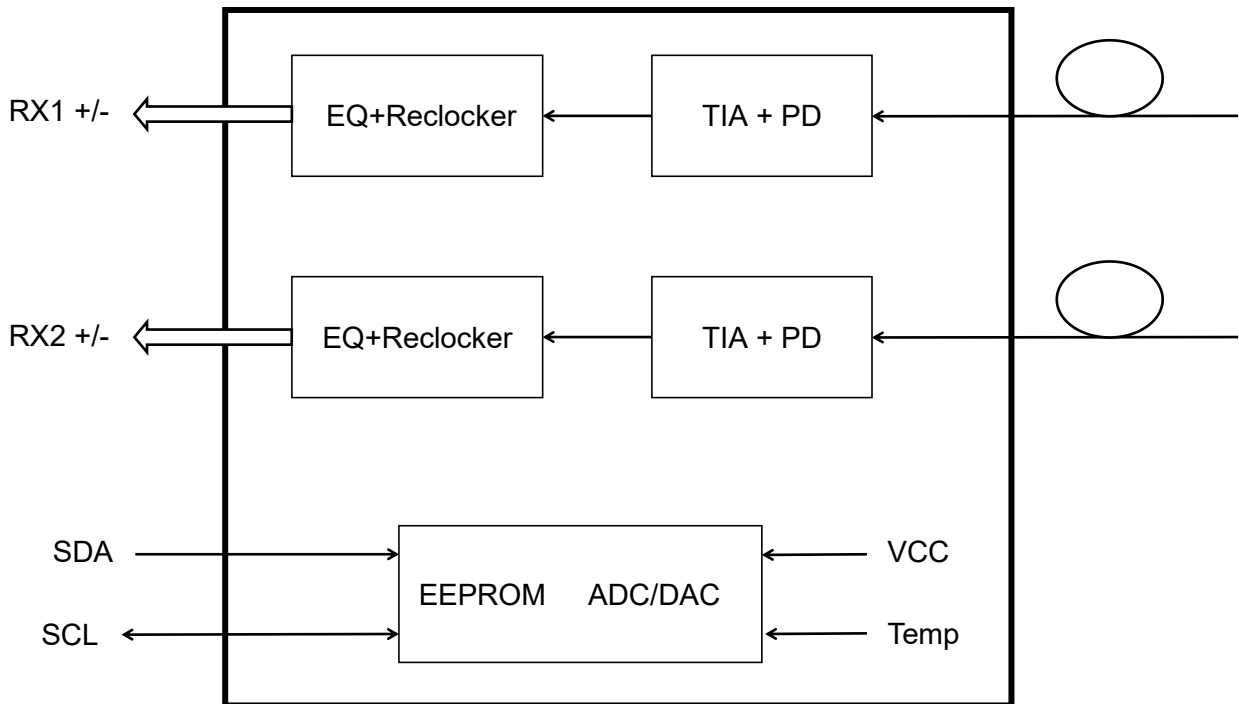 RX1 +/-
EQ+Reclocker
TIA + PD
RX2 +/-
EQ+Reclocker
TIA + PD
SDA
VCC
EEPROM ADC/DAC
SCL
Temp